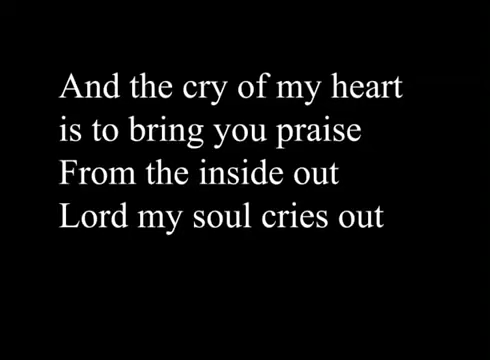 And the cry of my heart
is to bring you praise
From the inside out
Lord my soul cries out